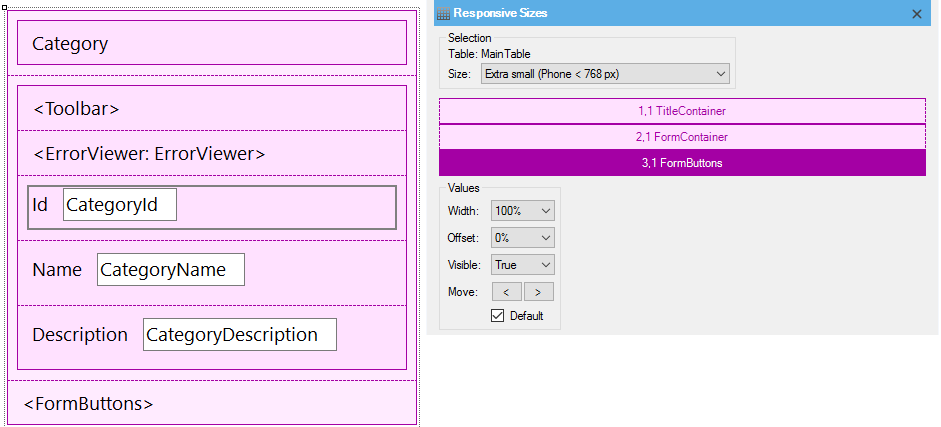 Category
<Toolbar>
<ErrorViewer: ErrorViewer>
Id CategoryId
Name CategoryName
Description CategoryDescription
<FormButtons>
Responsive Sizes
Selection
Table: MainTable
Size: Extra small (Phone < 768 px)
1,1 TitleContainer
2,1 FormContainer
3,1 FormButtons
Values
Width: 100%
Offset: 0%
Visible: True
Move: < >
Default